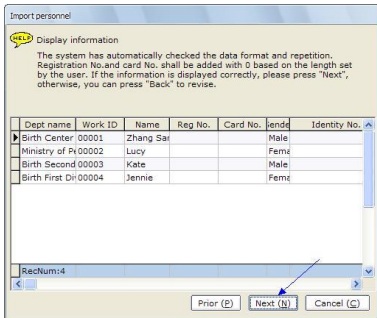 Import personnel
HELP Display information
The system has automatically checked the data format and repetition.
Registration No.and card No. shall be added with 0 based on the length set
by the user. If the information is displayed correctly, please press "Next",
otherwise, you can press "Back" to revise.
Dept name Work ID Name Reg No. Card No. Gende Identity No.
Birth Center 00001 Zhang Sar Male
Ministry of Pe 00002 Lucy Fema
Birth Second 00003 Kate Male
Birth First Di 00004 Jennie Fema
RecNum:4
Prior (P) Next (N) Cancel (C)